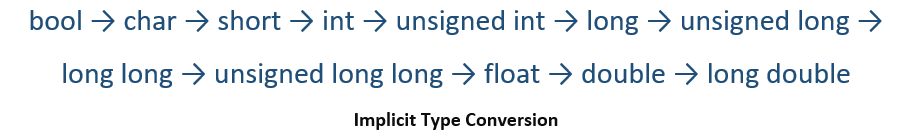 bool → char → short → int → unsigned int → long → unsigned long →
long long → unsigned long long → float → double → long double
Implicit Type Conversion